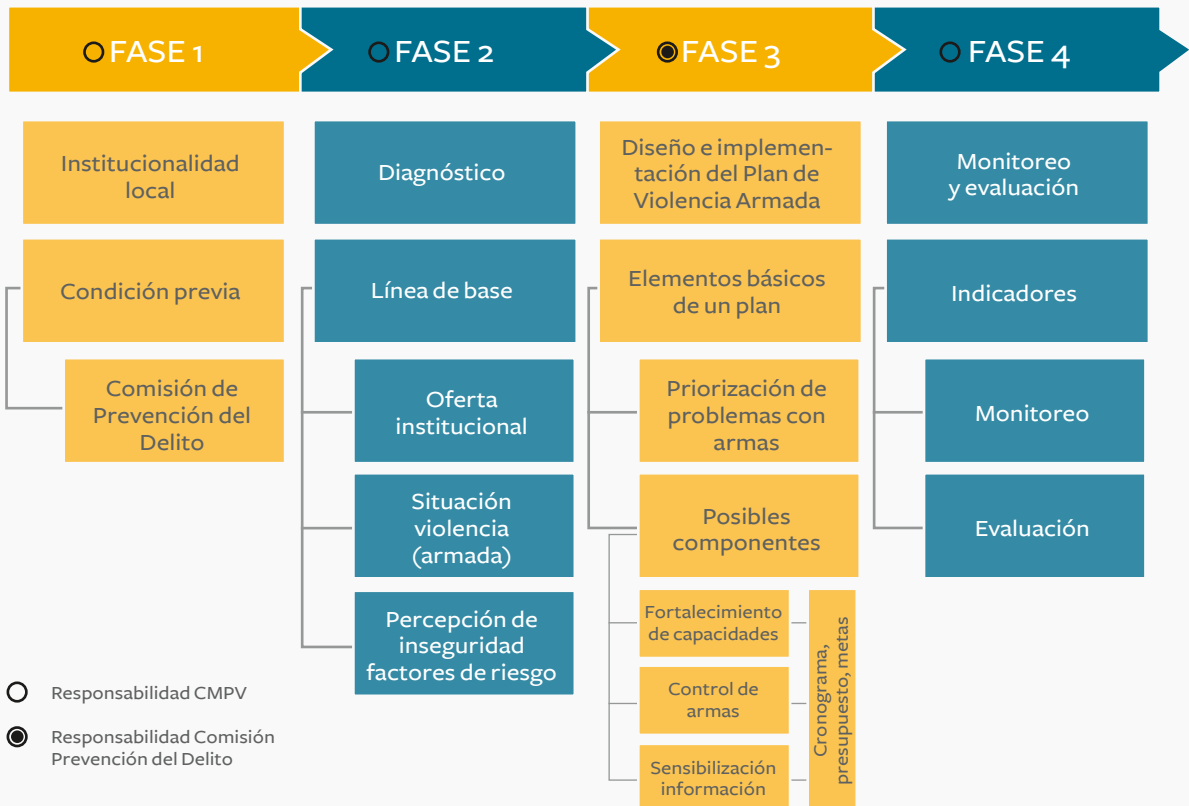 FASE 1
FASE 2
FASE 3
FASE 4
Institucionalidad
local
Condición previa
Comisión de
Prevención del
Delito
Diagnóstico
Línea de base
Oferta
institucional
Situación
violencia
(armada)
Percepción de
inseguridad
factores de riesgo
Diseño e implemen-
tación del Plan de
Violencia Armada
Elementos básicos
de un plan
Priorización de
problemas con
armas
Posibles
componentes
Fortalecimiento
de capacidades
Control de
armas
Sensibilización
información
Cronograma,
presupuesto, metas
Monitoreo
y evaluación
Indicadores
Monitoreo
Evaluación
Responsabilidad CMPV
Responsabilidad Comisión
Prevención del Delito